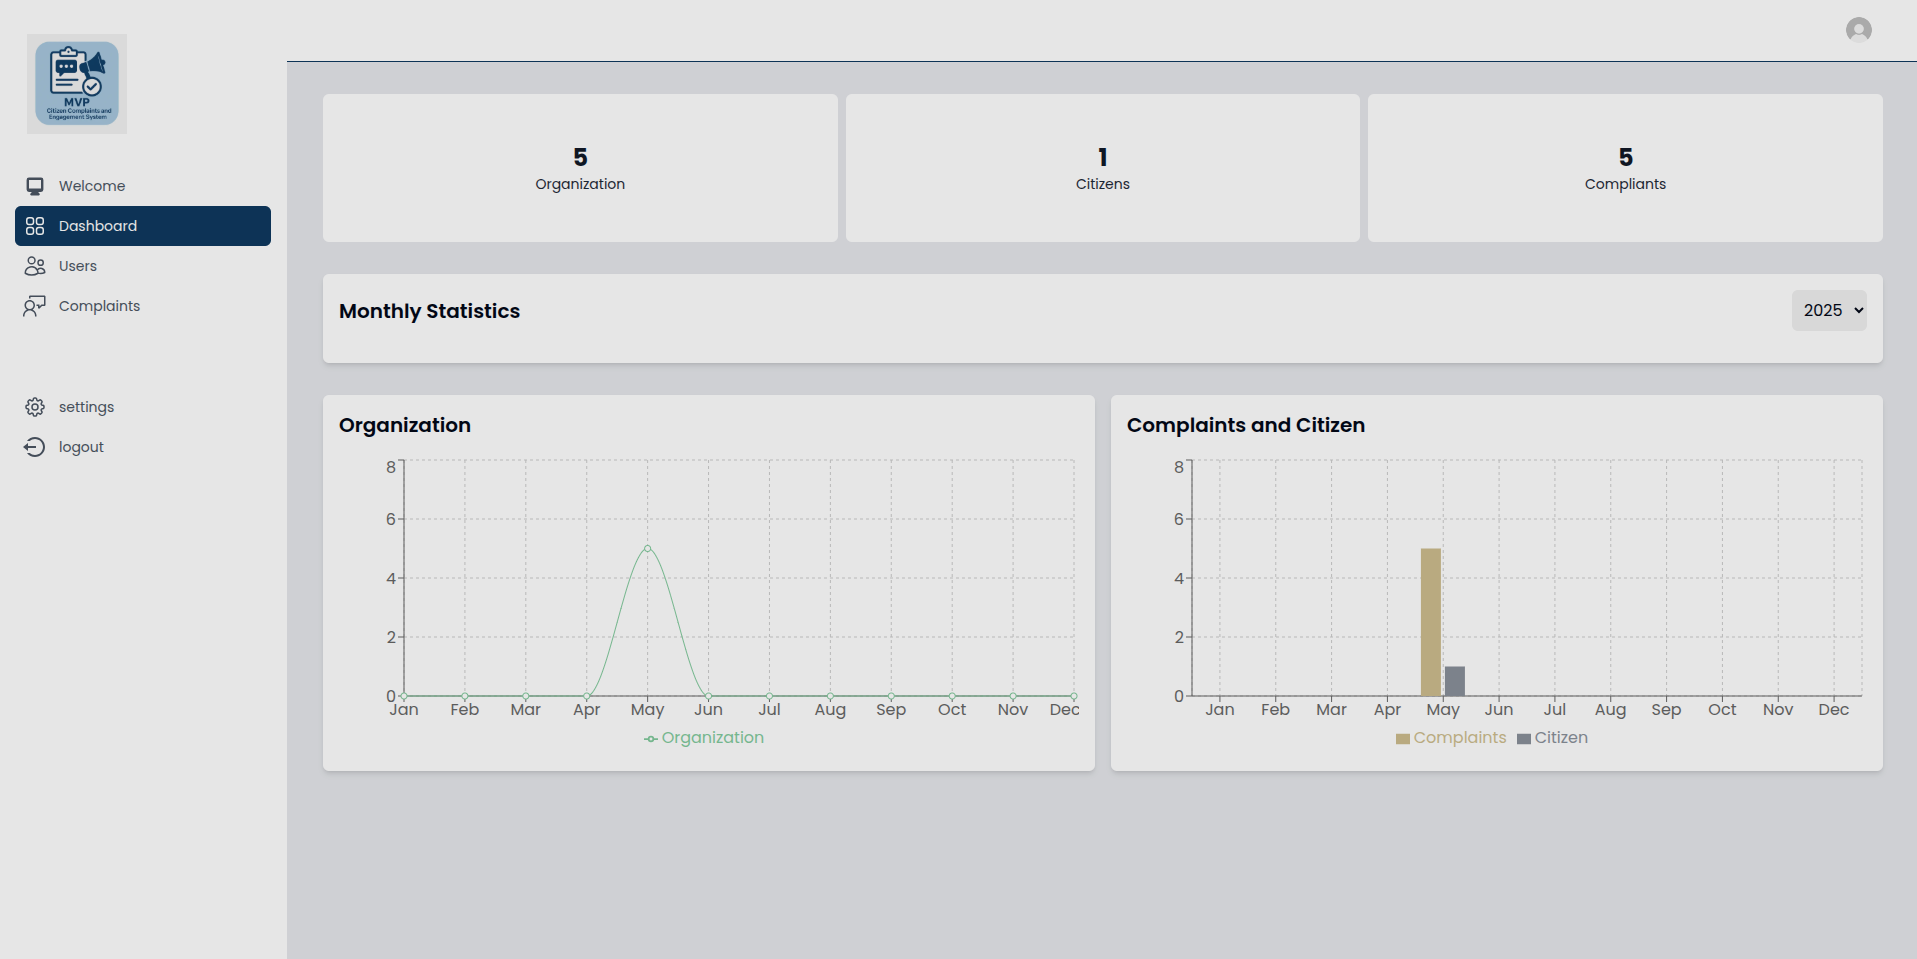 MVP
Citizen Complaints and
Engagement System
Welcome
Dashboard
Users
Complaints
settings
logout
5
Organization
1
Citizens
5
Compliants
Monthly Statistics
2025
Organization
8
6
4
2
0
Jan Feb Mar Apr May Jun Jul Aug Sep Oct Nov Dec
Organization
Complaints and Citizen
8
6
4
2
0
Jan Feb Mar Apr May Jun Jul Aug Sep Oct Nov Dec
Complaints Citizen